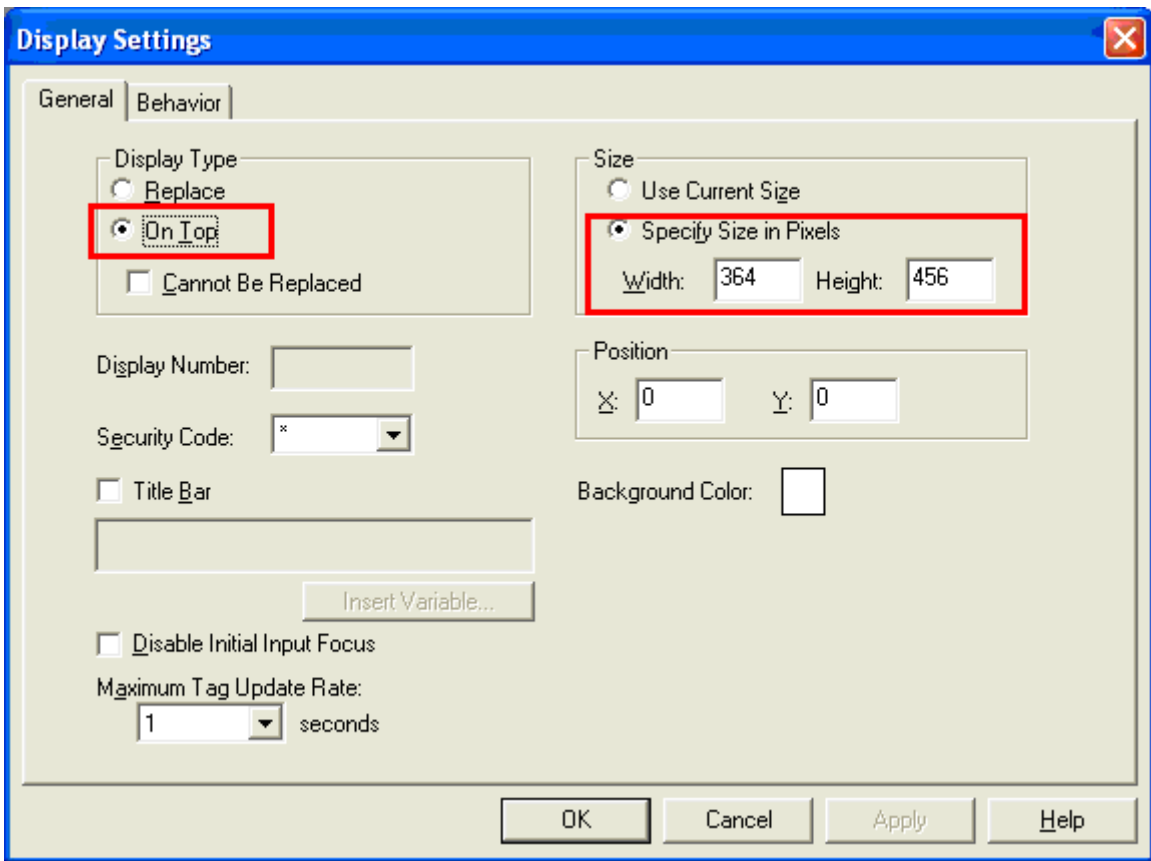 Display Settings
General
Behavior
Display Type
Replace
On Top
Cannot Be Replaced
Size
Use Current Size
Specify Size in Pixels
Width: 364 Height: 456
Display Number:
Position
X: 0 Y: 0
Security Code: *
Title Bar
Background Color:
Insert Variable...
Disable Initial Input Focus
Maximum Tag Update Rate:
1 seconds
OK Cancel Apply Help